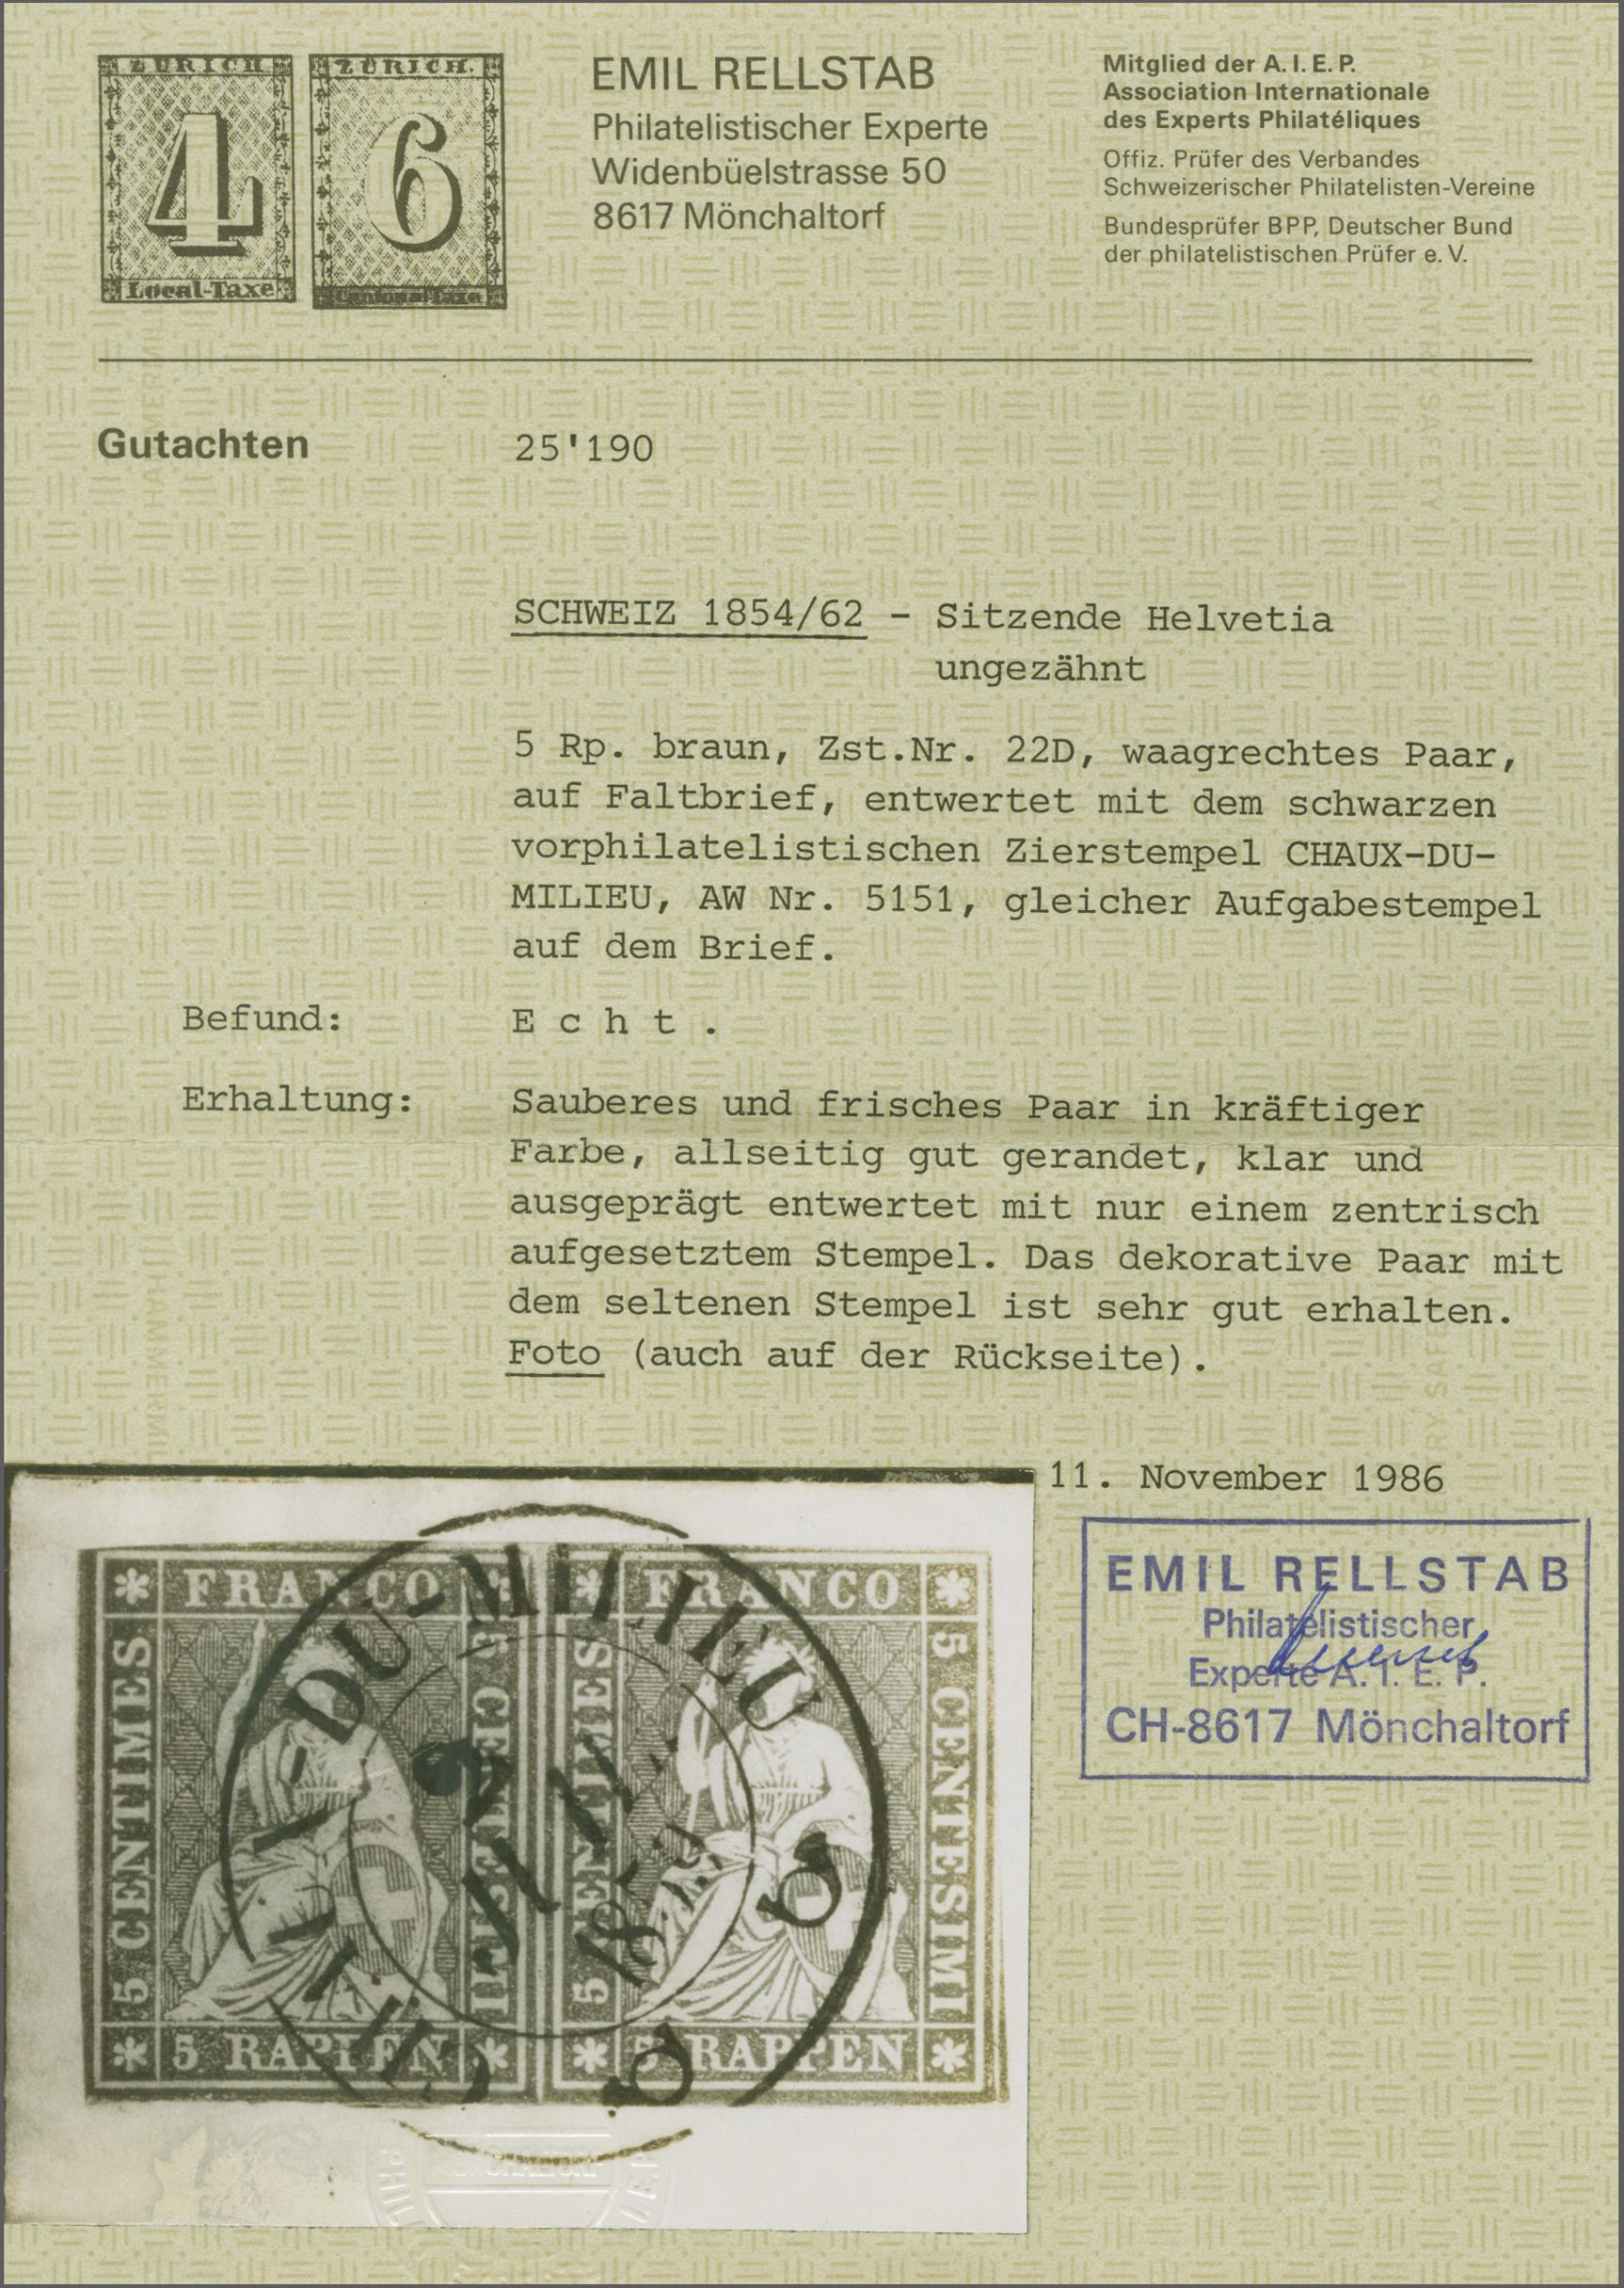 ZÜRICH
4
Local-Taxe
ZÜRICH.
6
Cantonal-Taxe
EMIL RELLSTAB
Philatelistischer Experte
Widenbüelstrasse 50
8617 Mönchaltorf
Mitglied der A.I.E.P.
Association Internationale
des Experts Philatéliques
Offiz. Prüfer des Verbandes
Schweizerischer Philatelisten-Vereine
Bundesprüfer BPP, Deutscher Bund
der philatelistischen Prüfer e.V.
Gutachten 25'190
SCHWEIZ 1854/62 - Sitzende Helvetia
ungezähnt
5 Rp. braun, Zst.Nr. 22D, waagrechtes Paar,
auf Faltbrief, entwertet mit dem schwarzen
vorphilatelistischen Zierstempel CHAUX-DU-
MILIEU, AW Nr. 5151, gleicher Aufgabestempel
auf dem Brief.
Befund: E c h t .
Erhaltung: Sauberes und frisches Paar in kräftiger
Farbe, allseitig gut gerandet, klar und
ausgeprägt entwertet mit nur einem zentrisch
aufgesetztem Stempel. Das dekorative Paar mit
dem seltenen Stempel ist sehr gut erhalten.
Foto (auch auf der Rückseite).
11. November 1986
EMIL RELLSTAB
Philatelistischer
Experte A. I. E. P.
CH-8617 Mönchaltorf
FRANCO
5 CENTIMES
5 CENTESIMI
5 RAPPEN
FRANCO
5 CENTIMES
5 CENTESIMI
5 RAPPEN
DU-MILIEU